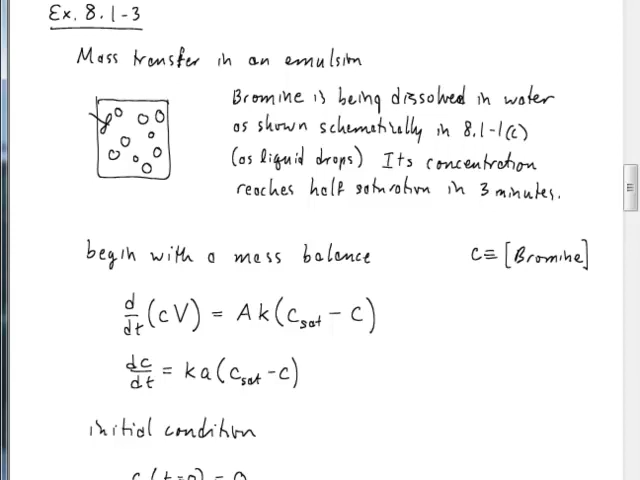 Ex. 8.1-3
Mass transfer in an emulsion
Bromine is being dissolved in water
as shown schematically in 8.1-1(c)
(as liquid drops) Its concentration
reaches half saturation in 3 minutes.
begin with a mass balance c ≡ [Bromine]
d/dt (cV) = Ak(c_sat - c)
dc/dt = ka(c_sat - c)
initial condition
c(t=0) = 0